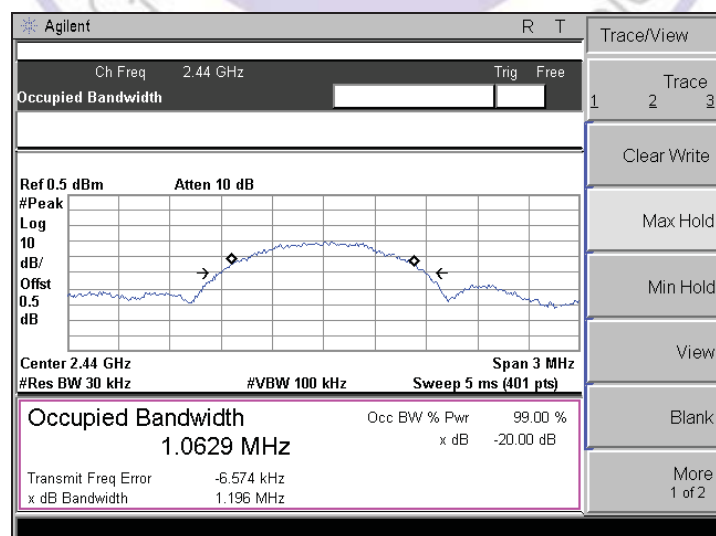 Agilent R T
Trace/View
Ch Freq 2.44 GHz Trig Free
Occupied Bandwidth
Trace
1 2 3
Clear Write
Max Hold
Min Hold
View
Blank
More
1 of 2
Ref 0.5 dBm Atten 10 dB
#Peak
Log
10
dB/
Offst
0.5
dB
Center 2.44 GHz Span 3 MHz
#Res BW 30 kHz #VBW 100 kHz Sweep 5 ms (401 pts)
Occupied Bandwidth Occ BW % Pwr 99.00 %
1.0629 MHz x dB -20.00 dB
Transmit Freq Error -6.574 kHz
x dB Bandwidth 1.196 MHz